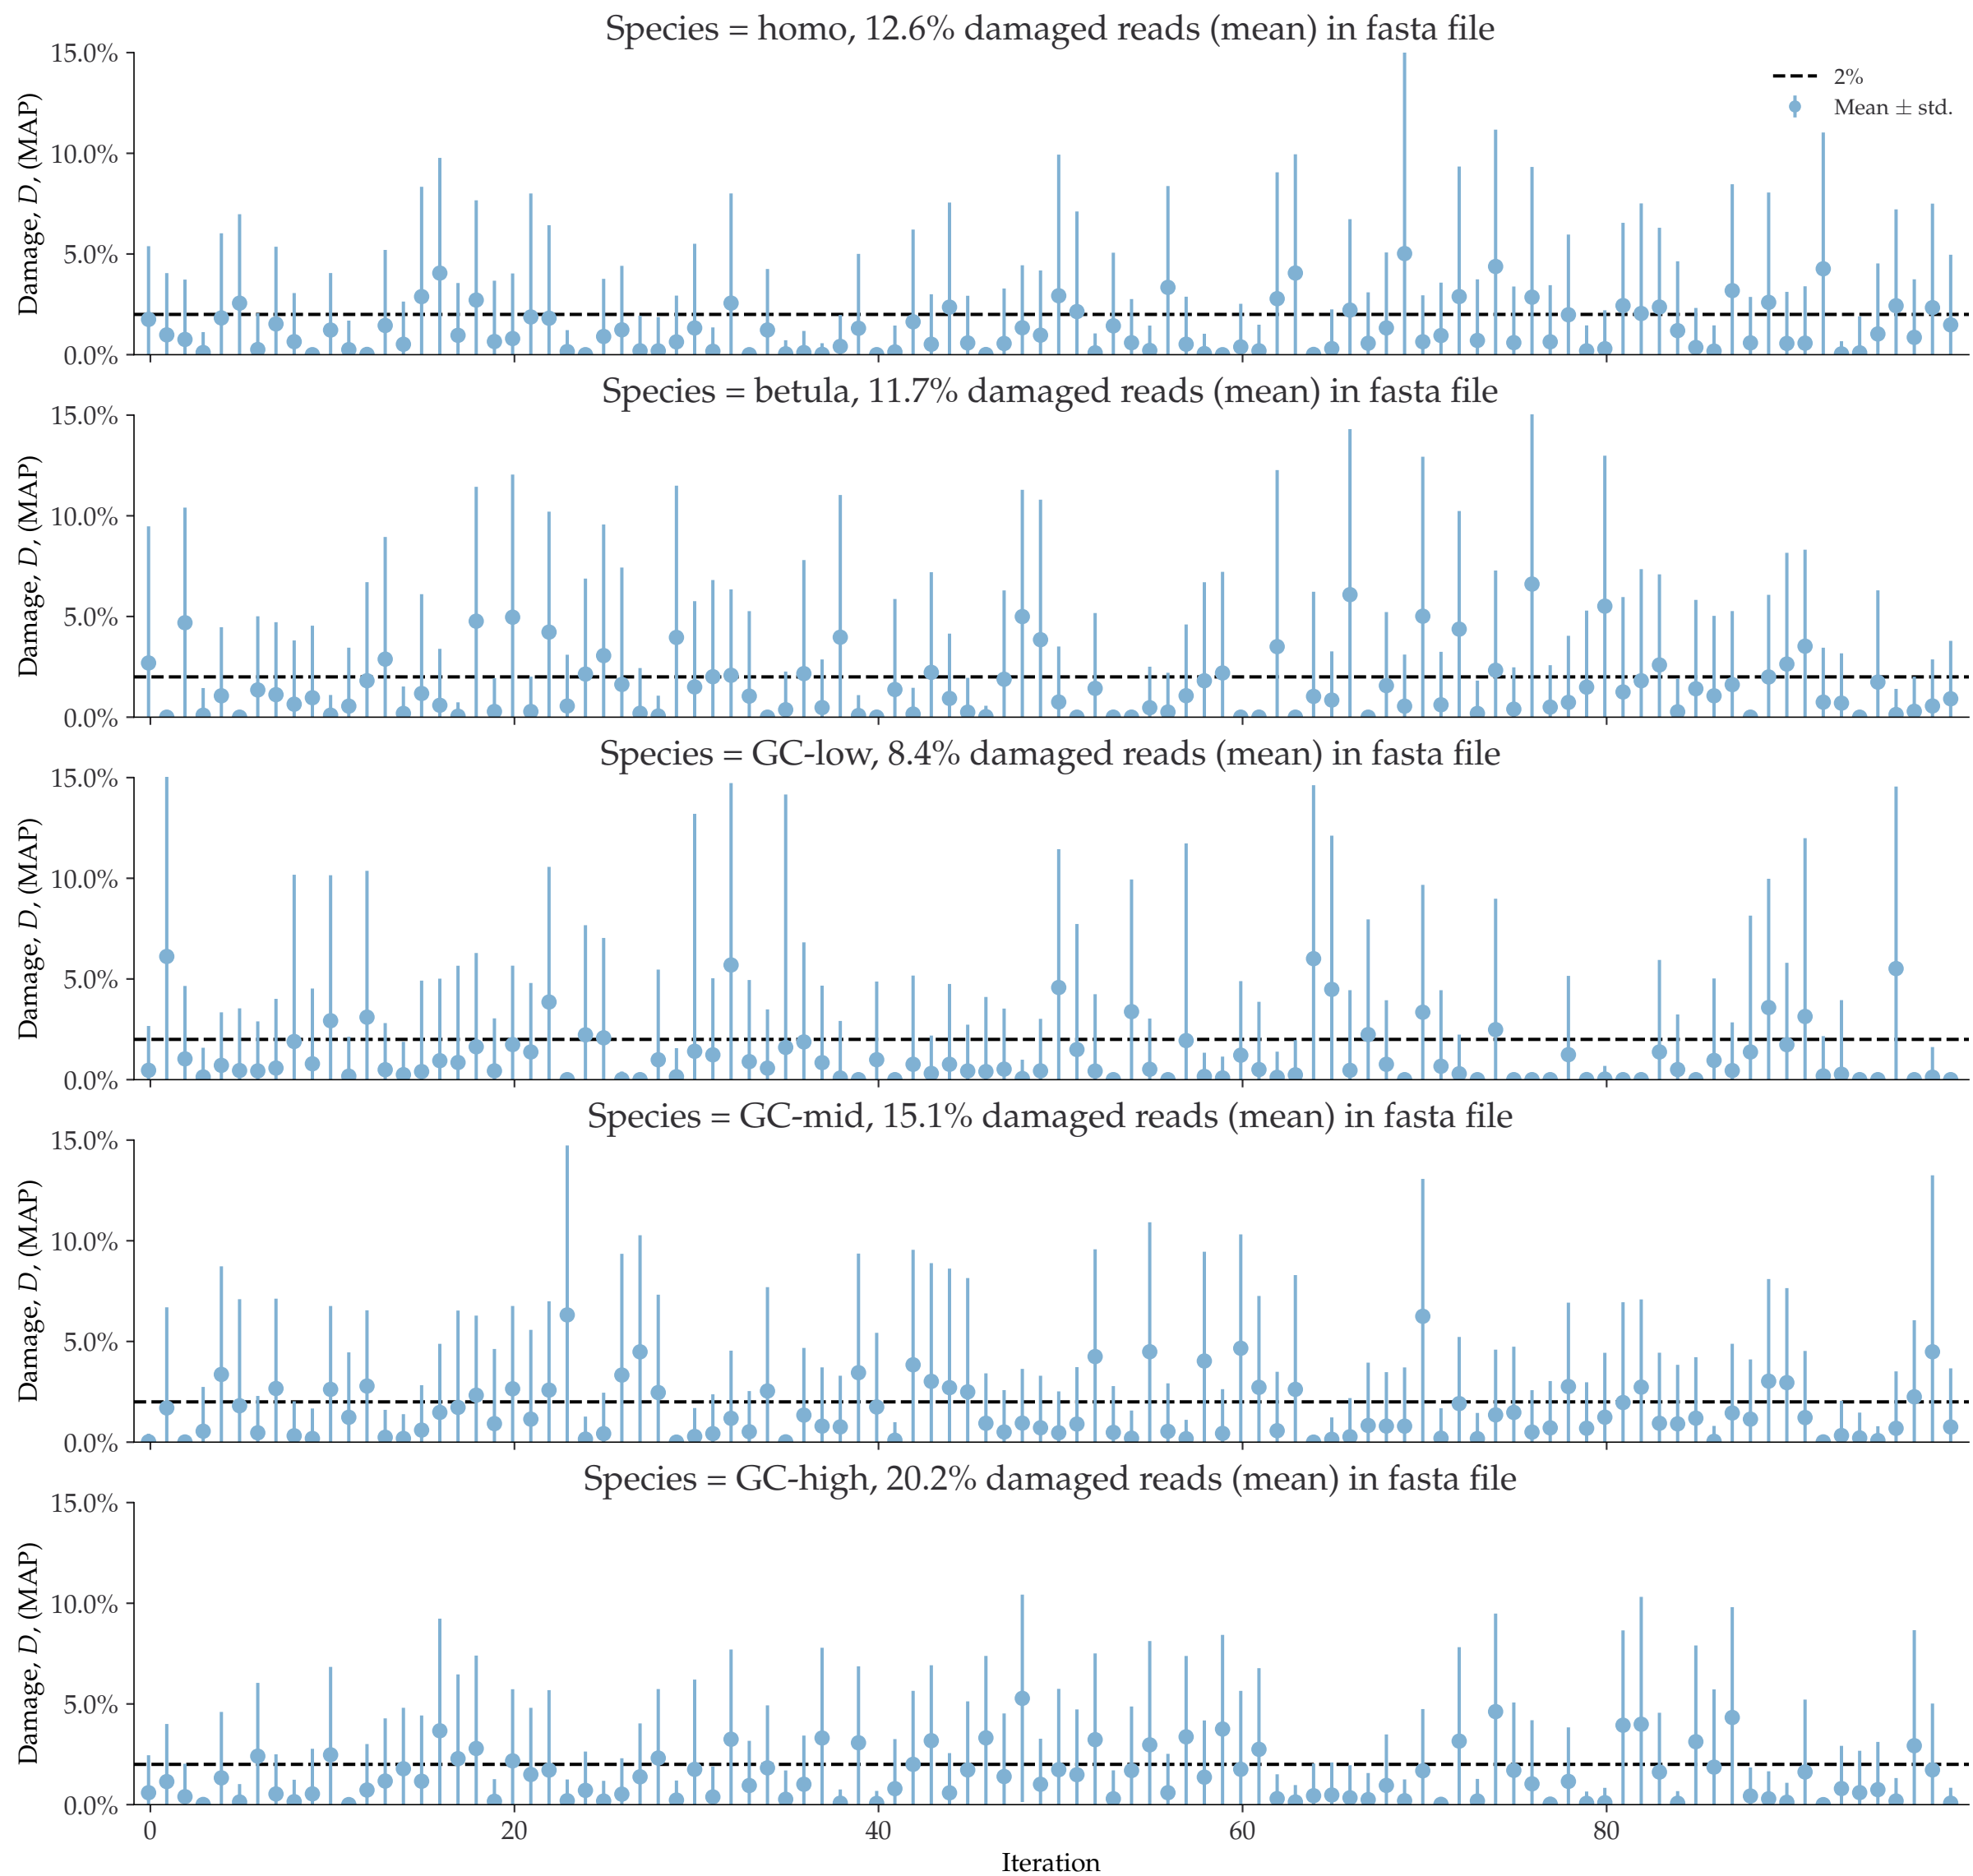 Species = homo, 12.6% damaged reads (mean) in fasta file
15.0%
10.0%
5.0%
0.0%
Damage, D, (MAP)
2%
Mean ± std.
Species = betula, 11.7% damaged reads (mean) in fasta file
15.0%
10.0%
5.0%
0.0%
Damage, D, (MAP)
Species = GC-low, 8.4% damaged reads (mean) in fasta file
15.0%
10.0%
5.0%
0.0%
Damage, D, (MAP)
Species = GC-mid, 15.1% damaged reads (mean) in fasta file
15.0%
10.0%
5.0%
0.0%
Damage, D, (MAP)
Species = GC-high, 20.2% damaged reads (mean) in fasta file
15.0%
10.0%
5.0%
0.0%
Damage, D, (MAP)
0 20 40 60 80
Iteration